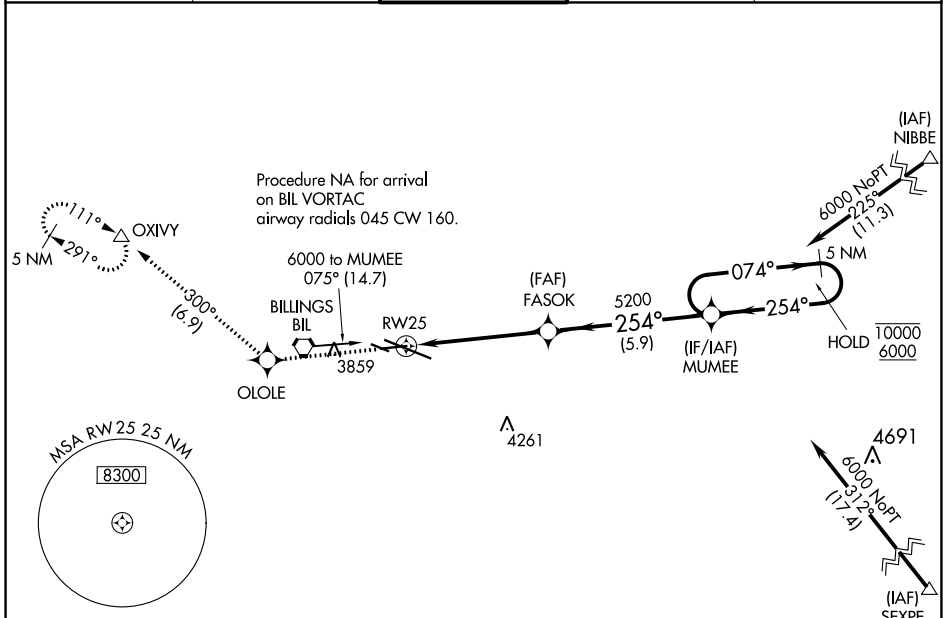 (IAF)
NIBBE
6000 NoPT
225°
(11.3)
Procedure NA for arrival
on BIL VORTAC
airway radials 045 CW 160.
111°
OXIVY
291°
5 NM
6000 to MUMEE
075° (14.7)
5 NM
074°
(FAF)
FASOK
5200
254°
(5.9)
254°
300°
(6.9)
BILLINGS
BIL
RW25
3859
(IF/IAF)
MUMEE
HOLD
10000
6000
OLOLE
4261
4691
MSA RW25 25 NM
8300
6000 NoPT
312°
(17.4)
(IAF)